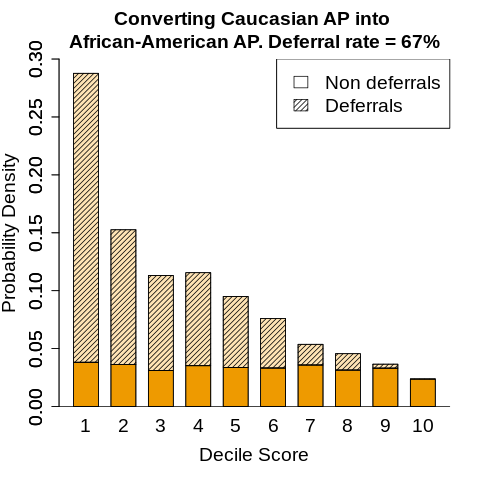 Converting Caucasian AP into
African-American AP. Deferral rate = 67%
Non deferrals
Deferrals
Probability Density
0.30
0.25
0.20
0.15
0.10
0.05
0.00
1 2 3 4 5 6 7 8 9 10
Decile Score